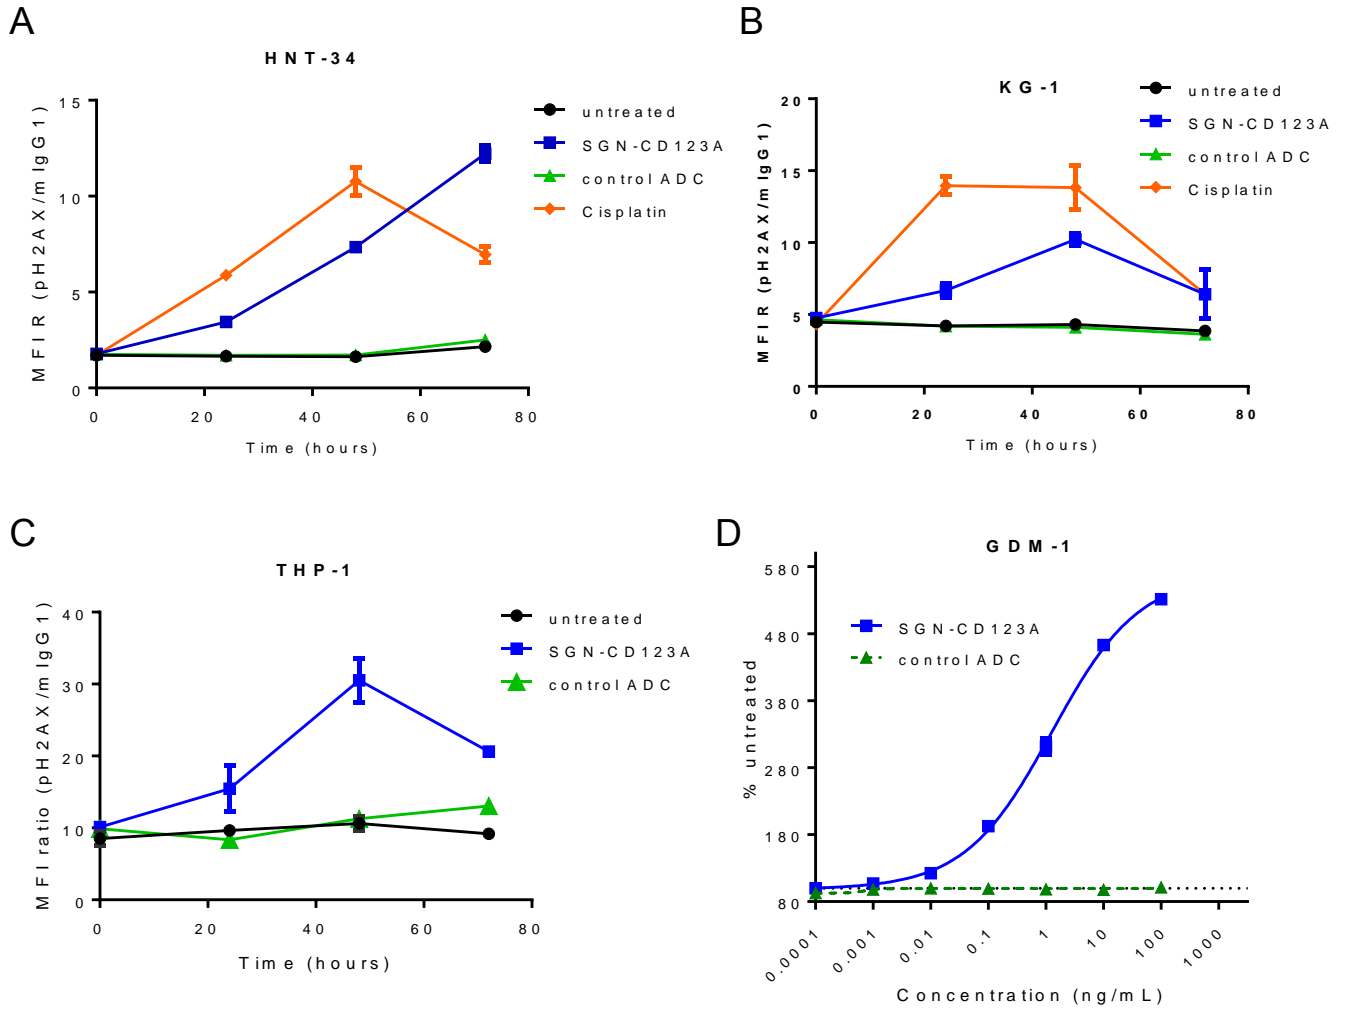 A
HNT-34
MFIR (pH2AX/mIgG1)
15
10
5
0
0 20 40 60 80
Time (hours)
untreated
SGN-CD123A
control ADC
Cisplatin
B
KG-1
MFIR (pH2AX/mIgG1)
20
15
10
5
0
0 20 40 60 80
Time (hours)
untreated
SGN-CD123A
control ADC
Cisplatin
C
THP-1
MFI ratio (pH2AX/mIgG1)
40
30
20
10
0
0 20 40 60 80
Time (hours)
untreated
SGN-CD123A
control ADC
D
GDM-1
% untreated
580
480
380
280
180
80
0.0001 0.001 0.01 0.1 1 10 100 1000
Concentration (ng/mL)
SGN-CD123A
control ADC